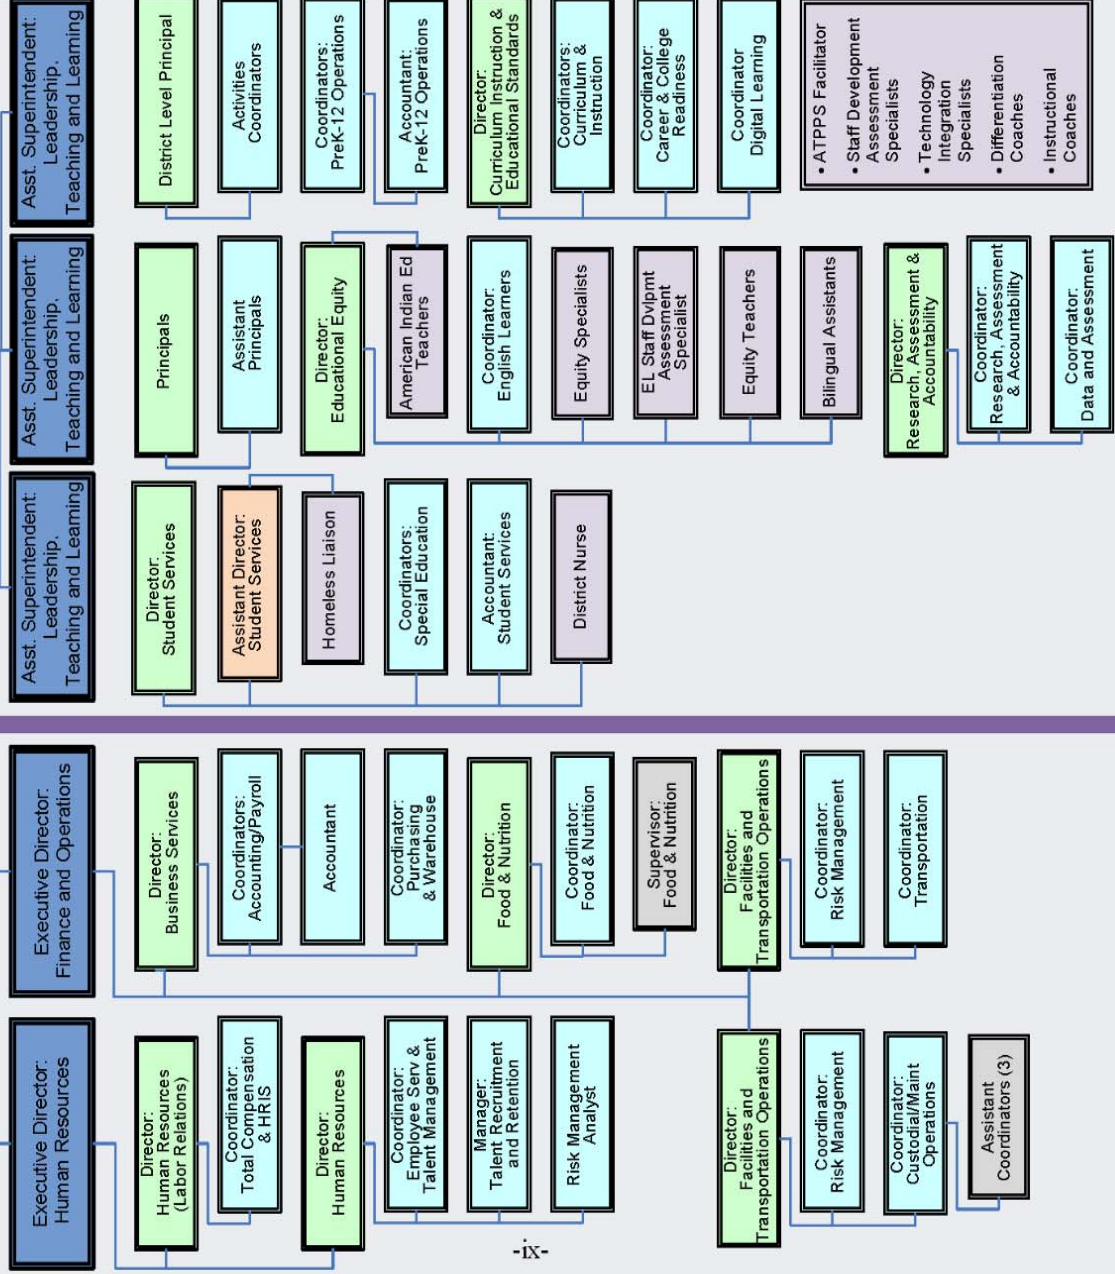 Executive Director:
Human Resources
Director:
Human Resources
(Labor Relations)
Coordinator:
Total Compensation
& HRIS
Director:
Human Resources
Coordinator:
Employee Serv &
Talent Management
Manager:
Talent Recruitment
and Retention
Risk Management
Analyst
Director:
Facilities and
Transportation Operations
Coordinator:
Risk Management
Coordinator:
Custodial/Maint
Operations
Assistant
Coordinators (3)
Executive Director:
Finance and Operations
Director:
Business Services
Coordinators:
Accounting/Payroll
Accountant
Coordinator:
Purchasing
& Warehouse
Director:
Food & Nutrition
Coordinator:
Food & Nutrition
Supervisor:
Food & Nutrition
Director:
Facilities and
Transportation Operations
Coordinator:
Risk Management
Coordinator:
Transportation
Asst. Superintendent:
Leadership,
Teaching and Learning
Director:
Student Services
Assistant Director:
Student Services
Homeless Liaison
Coordinators:
Special Education
Accountant:
Student Services
District Nurse
Asst. Superintendent:
Leadership,
Teaching and Learning
Principals
Assistant
Principals
Director:
Educational Equity
American Indian Ed
Teachers
Coordinator:
English Learners
Equity Specialists
EL Staff Dvlpmt
Assessment
Specialist
Equity Teachers
Bilingual Assistants
Director:
Research, Assessment &
Accountability
Coordinator:
Research, Assessment
& Accountability
Coordinator:
Data and Assessment
Asst. Superintendent:
Leadership,
Teaching and Learning
District Level Principal
Activities
Coordinators
Coordinators:
PreK-12 Operations
Accountant:
PreK-12 Operations
Director:
Curriculum Instruction &
Educational Standards
Coordinators:
Curriculum &
Instruction
Coordinator:
Career & College
Readiness
Coordinator
Digital Learning
• ATPPS Facilitator
• Staff Development
Assessment
Specialists
• Technology
Integration
Specialists
• Differentiation
Coaches
• Instructional
Coaches
-ix-